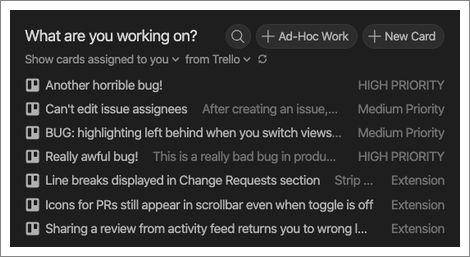 What are you working on?
+ Ad-Hoc Work
+ New Card
Show cards assigned to you
from Trello
Another horrible bug! HIGH PRIORITY
Can't edit issue assignees After creating an issue,... Medium Priority
BUG: highlighting left behind when you switch views... Medium Priority
Really awful bug! This is a really bad bug in produ... HIGH PRIORITY
Line breaks displayed in Change Requests section Strip ... Extension
Icons for PRs still appear in scrollbar even when toggle is off Extension
Sharing a review from activity feed returns you to wrong l... Extension